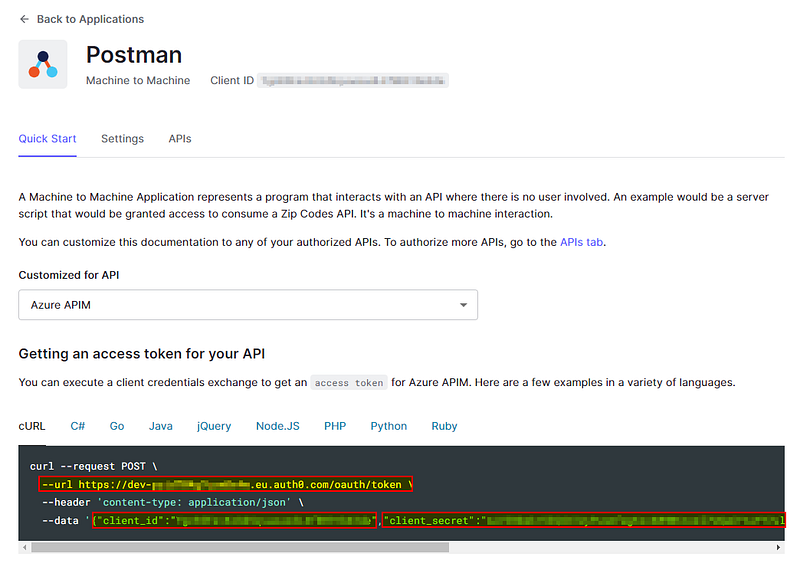 Back to Applications
Postman
Machine to Machine Client ID
Quick Start Settings APIs
A Machine to Machine Application represents a program that interacts with an API where there is no user involved. An example would be a server
script that would be granted access to consume a Zip Codes API. It's a machine to machine interaction.
You can customize this documentation to any of your authorized APIs. To authorize more APIs, go to the APIs tab.
Customized for API
Azure APIM
Getting an access token for your API
You can execute a client credentials exchange to get an access token for Azure APIM. Here are a few examples in a variety of languages.
cURL C# Go Java jQuery Node.JS PHP Python Ruby
curl --request POST \
--url https://dev- .eu.auth0.com/oauth/token \
--header 'content-type: application/json' \
--data '{"client_id":" ","client_secret":"